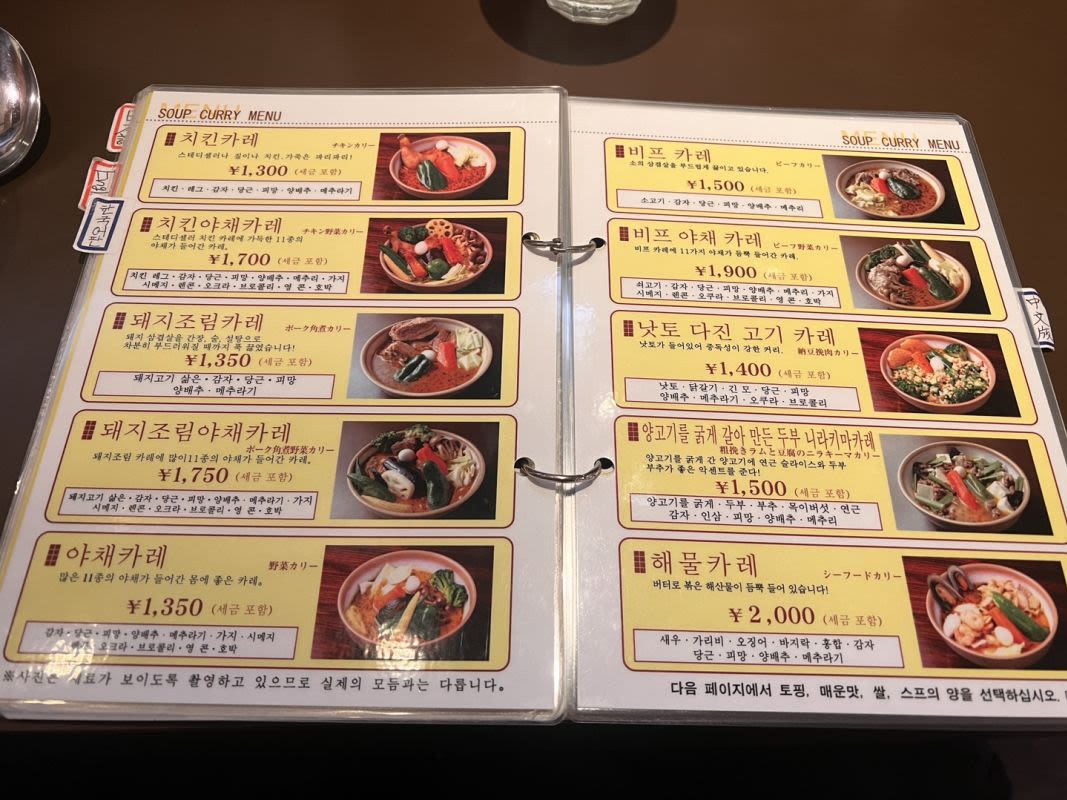 MENU
SOUP CURRY MENU
치킨카레
チキンカリー
스테디셀러나 질이나 치킨. 가죽은 파리파리!
¥1,300 (세금 포함)
치킨·레그·감자·당근·피망·양배추·메추라기
치킨야채카레
チキン野菜カレー
스테디셀러 치킨 카레에 가득한 11종의
야채가 들어간 카레.
¥1,700 (세금 포함)
치킨 레그·감자·당근·피망·양배추·메추리·가지
시메지·렌콘·오크라·브로콜리·영 콘·호박
돼지조림카레
ポーク角煮カリー
돼지 삼겹살을 간장, 술, 설탕으로
차분히 부드러워질 때까지 푹 끓었습니다!
¥1,350 (세금 포함)
돼지고기 삶은·감자·당근·피망
양배추·메추라기
돼지조림야채카레
ポーク角煮野菜カリー
돼지조림 카레에 많이11종의 야채가 들어간 카레。
¥1,750 (세금 포함)
돼지고기 삶은·감자·당근·피망·양배추·메추라기·가지
시메지·렌콘·오크라·브로콜리·영 콘·호박
야채카레
野菜カリー
많은 11종의 야채가 들어간 몸에 좋은 카레。
¥1,350 (세금 포함)
감자·당근·피망·양배추·메추라기·가지·시메지
오크라·브로콜리·영 콘·호박
※사진은 재료가 보이도록 촬영하고 있으므로 실제의 모듬과는 다릅니다。
한국어판
MENU
SOUP CURRY MENU
비프 카레
ビーフカリー
소의 삼겹살을 부드럽게 끓이고 있습니다.
¥1,500 (세금 포함)
소고기·감자·당근·피망·양배추·메추리
비프 야채 카레
ビーフ野菜カリー
비프 카레에 11가지 야채가 듬뿍 들어간 카레.
¥1,900 (세금 포함)
쇠고기·감자·당근·피망·양배추·메추리·가지
시메지·렌콘·오쿠라·브로콜리·영 콘·호박
낫토 다진 고기 카레
納豆挽肉カリー
낫토가 들어있어 중독성이 강한 커리.
¥1,400 (세금 포함)
낫토·닭갈기·긴 모·당근·피망
양배추·메추라기·오쿠라·브로콜리
양고기를 굵게 갈아 만든 두부 니라키마카레
粗挽きラムと豆腐のニラキーマカリー
양고기를 굵게 간 양고기에 연근 슬라이스와 두부
부추가 좋은 악센트를 준다!
¥1,500 (세금 포함)
양고기를 굵게·두부·부추·목이버섯·연근
감자·인삼·피망·양배추·메추리
해물카레
シーフードカリー
버터로 볶은 해산물이 듬뿍 들어 있습니다!
¥2,000 (세금 포함)
새우·가리비·오징어·바지락·홍합·감자
당근·피망·양배추·메추라기
다음 페이지에서 토핑, 매운맛, 쌀, 스프의 양을 선택하십시오.
中文版